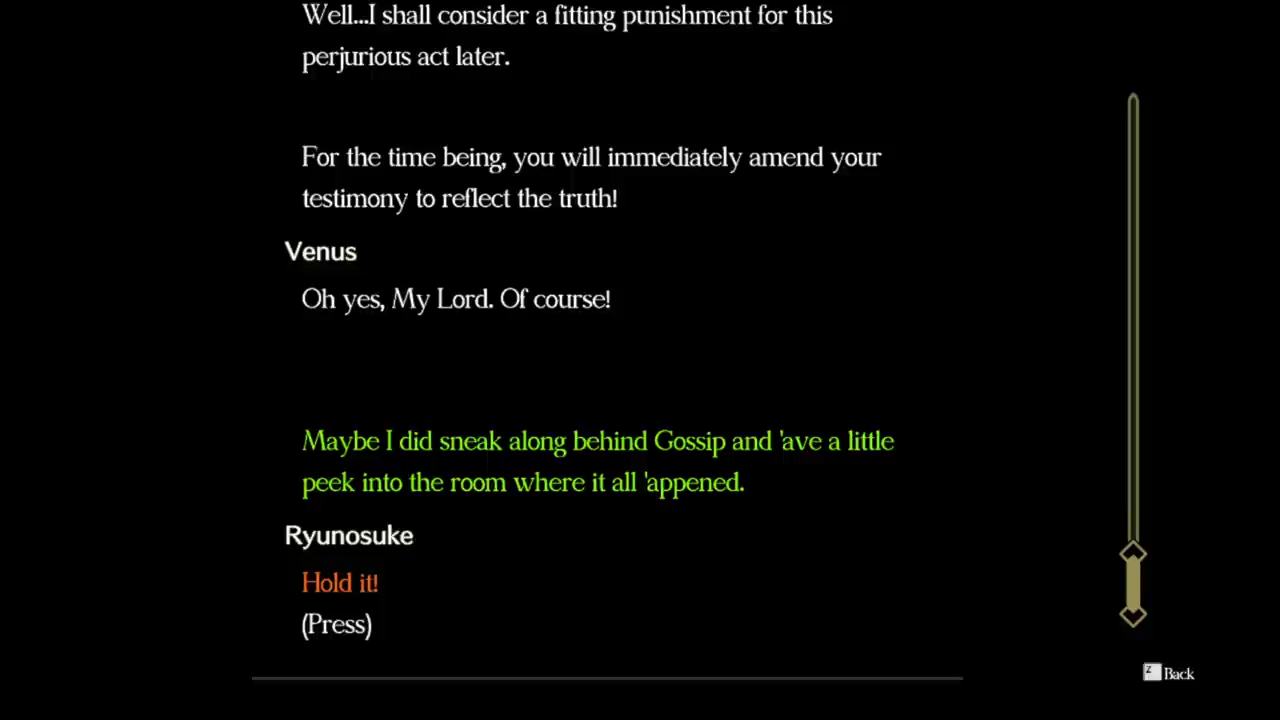 Well...I shall consider a fitting punishment for this
perjurious act later.
For the time being, you will immediately amend your
testimony to reflect the truth!
Venus
Oh yes, My Lord. Of course!
Maybe I did sneak along behind Gossip and 'ave a little
peek into the room where it all 'appened.
Ryunosuke
Hold it!
(Press)
Z Back